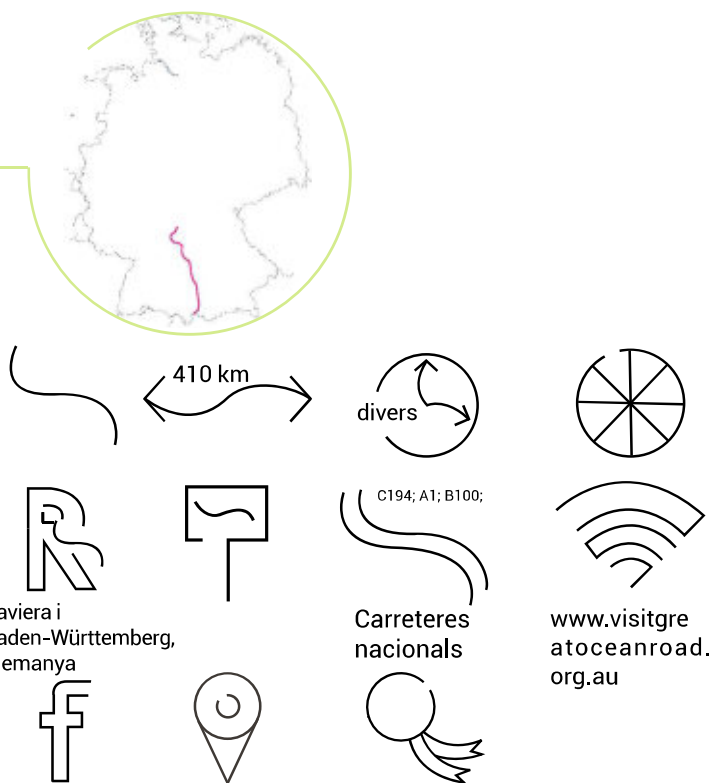 410 km
divers
C194; A1; B100;
aviera i
aden-Württemberg,
emanya
Carreteres
nacionals
www.visitgre
atoceanroad.
org.au